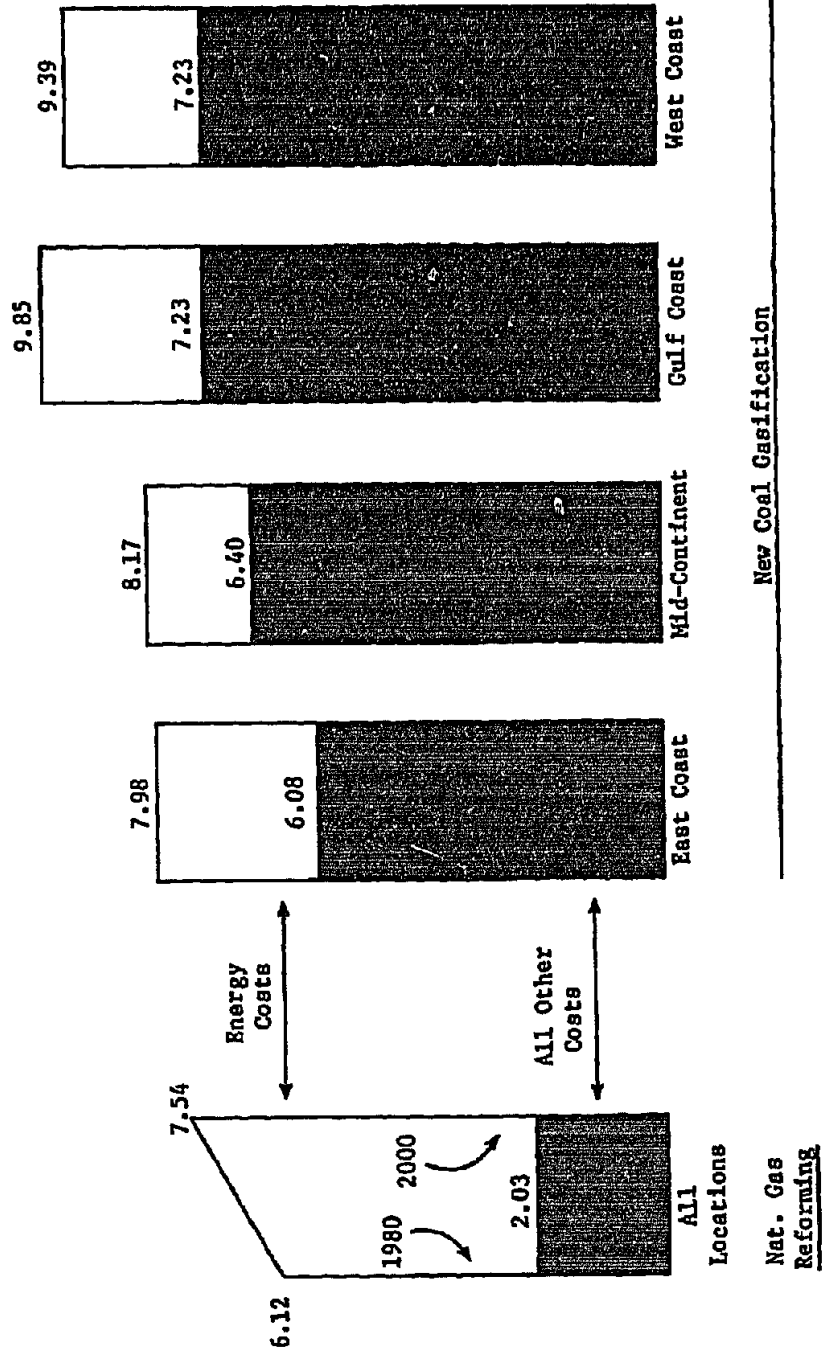 9.85
9.39
8.17
7.98
7.54
7.23
7.23
6.40
6.12
6.08
Energy
Costs
1980
2000
2.03
All Other
Costs
All
Locations
East Coast
Mid-Continent
Gulf Coast
West Coast
Nat. Gas
Reforming
New Coal Gasification